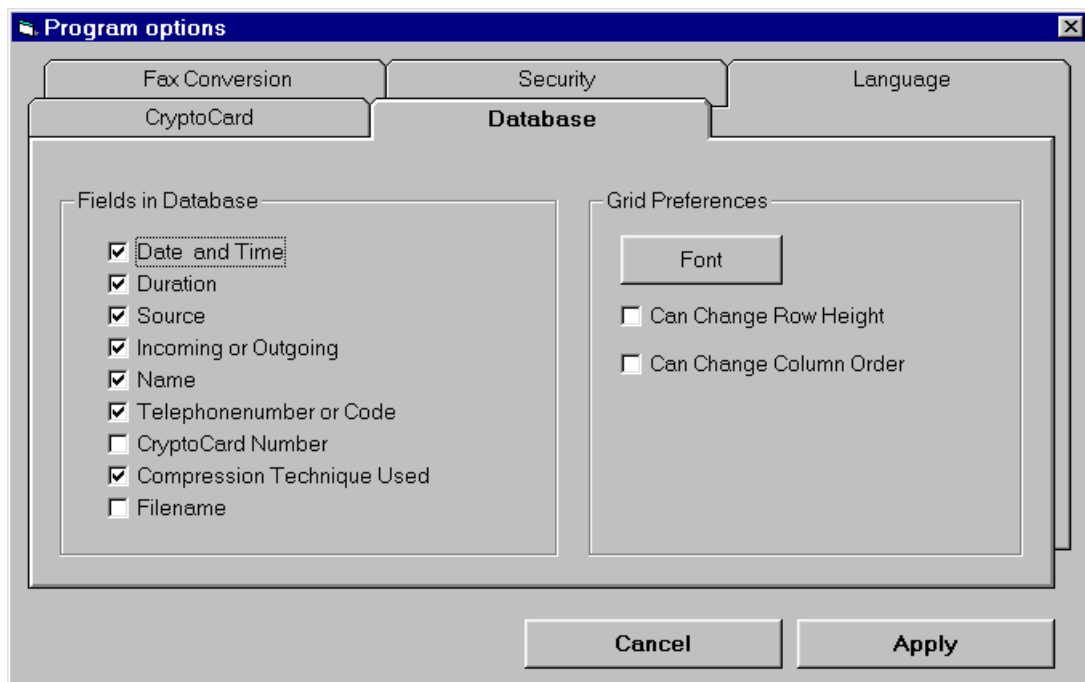 Program options
Fax Conversion Security Language
CryptoCard Database
Fields in Database
Date  and Time
Duration
Source
Incoming or Outgoing
Name
Telephonenumber or Code
CryptoCard Number
Compression Technique Used
Filename
Grid Preferences
Font
Can Change Row Height
Can Change Column Order
Cancel Apply